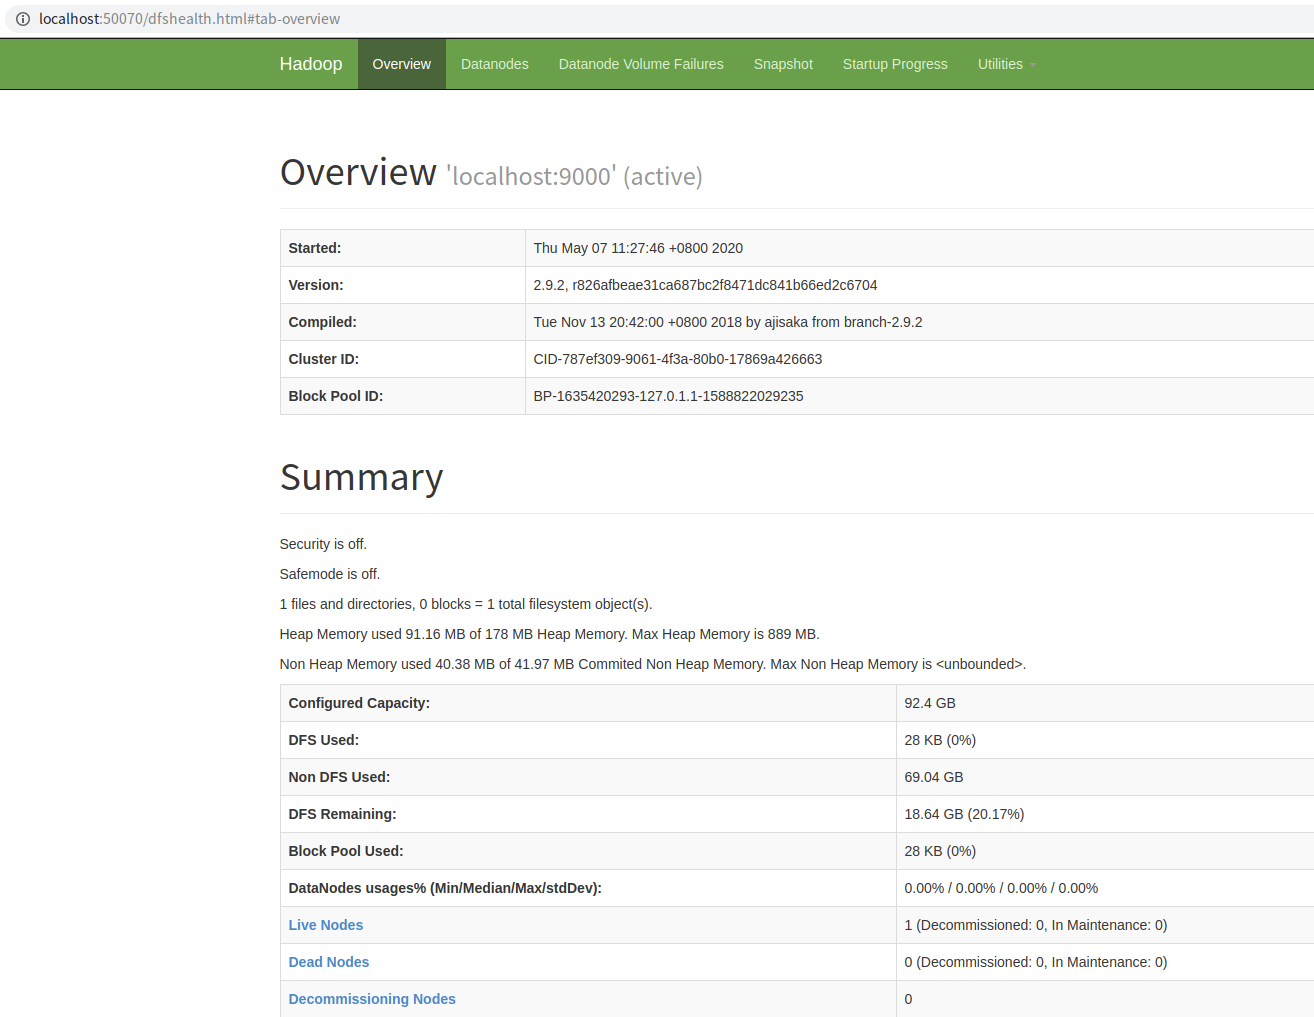 localhost:50070/dfshealth.html#tab-overview
Hadoop Overview Datanodes Datanode Volume Failures Snapshot Startup Progress Utilities
Overview 'localhost:9000' (active)
Started: Thu May 07 11:27:46 +0800 2020
Version: 2.9.2, r826afbeae31ca687bc2f8471dc841b66ed2c6704
Compiled: Tue Nov 13 20:42:00 +0800 2018 by ajisaka from branch-2.9.2
Cluster ID: CID-787ef309-9061-4f3a-80b0-17869a426663
Block Pool ID: BP-1635420293-127.0.1.1-1588822029235
Summary
Security is off.
Safemode is off.
1 files and directories, 0 blocks = 1 total filesystem object(s).
Heap Memory used 91.16 MB of 178 MB Heap Memory. Max Heap Memory is 889 MB.
Non Heap Memory used 40.38 MB of 41.97 MB Commited Non Heap Memory. Max Non Heap Memory is <unbounded>.
Configured Capacity: 92.4 GB
DFS Used: 28 KB (0%)
Non DFS Used: 69.04 GB
DFS Remaining: 18.64 GB (20.17%)
Block Pool Used: 28 KB (0%)
DataNodes usages% (Min/Median/Max/stdDev): 0.00% / 0.00% / 0.00% / 0.00%
Live Nodes 1 (Decommissioned: 0, In Maintenance: 0)
Dead Nodes 0 (Decommissioned: 0, In Maintenance: 0)
Decommissioning Nodes 0